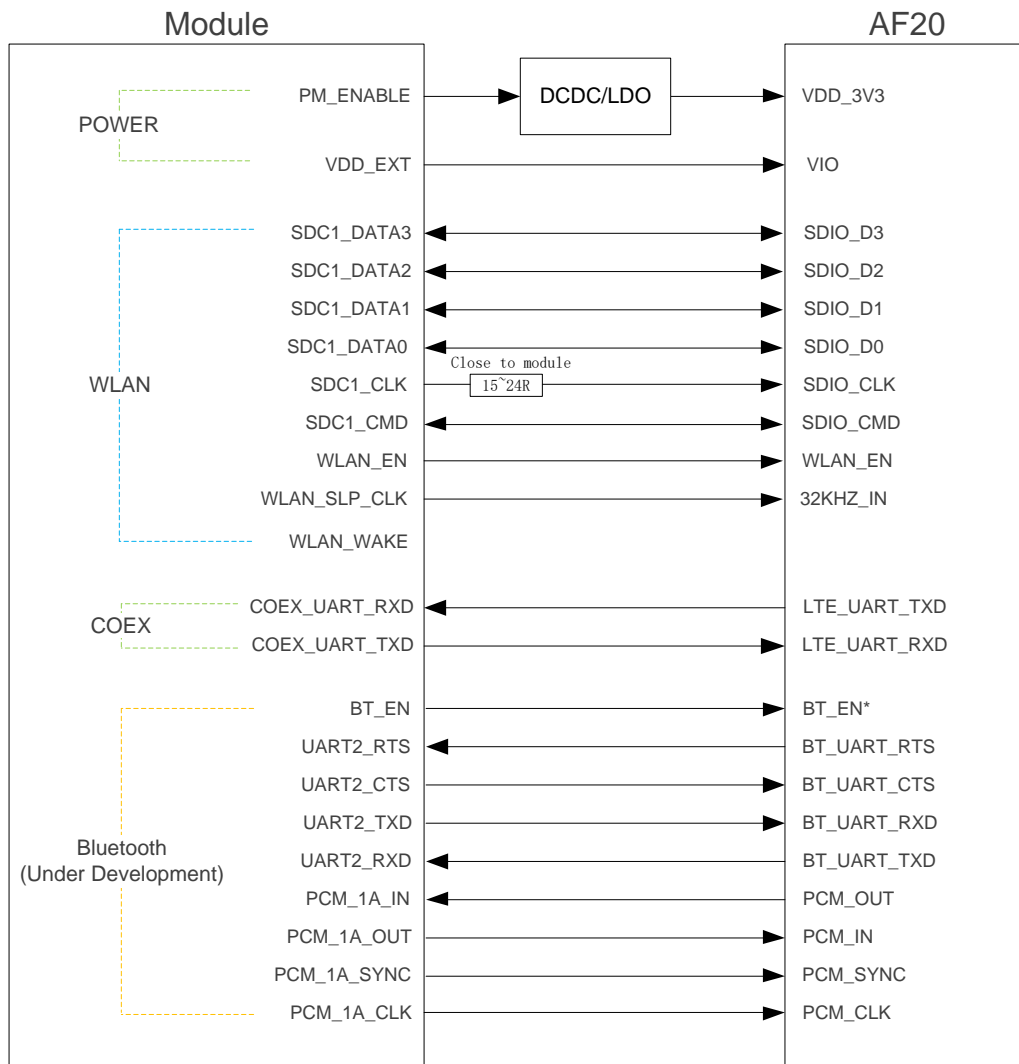 Module
AF20
PM_ENABLE
DCDC/LDO
VDD_3V3
POWER
VDD_EXT
VIO
SDC1_DATA3
SDIO_D3
SDC1_DATA2
SDIO_D2
SDC1_DATA1
SDIO_D1
SDC1_DATA0
SDIO_D0
Close to module
WLAN
SDC1_CLK
15~24R
SDIO_CLK
SDC1_CMD
SDIO_CMD
WLAN_EN
WLAN_EN
WLAN_SLP_CLK
32KHZ_IN
WLAN_WAKE
COEX_UART_RXD
LTE_UART_TXD
COEX
COEX_UART_TXD
LTE_UART_RXD
BT_EN
BT_EN*
UART2_RTS
BT_UART_RTS
UART2_CTS
BT_UART_CTS
UART2_TXD
BT_UART_RXD
Bluetooth
(Under Development)
UART2_RXD
BT_UART_TXD
PCM_1A_IN
PCM_OUT
PCM_1A_OUT
PCM_IN
PCM_1A_SYNC
PCM_SYNC
PCM_1A_CLK
PCM_CLK